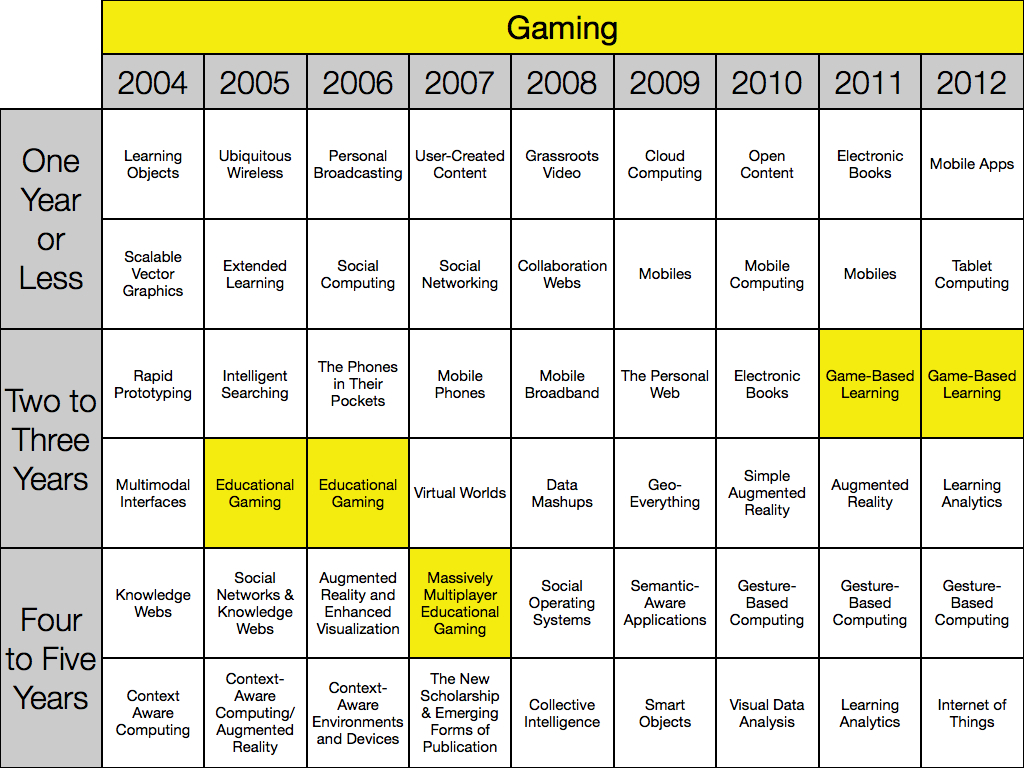 Gaming
2004 2005 2006 2007 2008 2009 2010 2011 2012
One
Year
or
Less
Learning
Objects
Ubiquitous
Wireless
Personal
Broadcasting
User-Created
Content
Grassroots
Video
Cloud
Computing
Open
Content
Electronic
Books
Mobile Apps
Scalable
Vector
Graphics
Extended
Learning
Social
Computing
Social
Networking
Collaboration
Webs
Mobiles
Mobile
Computing
Mobiles
Tablet
Computing
Two to
Three
Years
Rapid
Prototyping
Intelligent
Searching
The Phones
in Their
Pockets
Mobile
Phones
Mobile
Broadband
The Personal
Web
Electronic
Books
Game-Based
Learning
Game-Based
Learning
Multimodal
Interfaces
Educational
Gaming
Educational
Gaming
Virtual Worlds
Data
Mashups
Geo-
Everything
Simple
Augmented
Reality
Augmented
Reality
Learning
Analytics
Four
to Five
Years
Knowledge
Webs
Social
Networks &
Knowledge
Webs
Augmented
Reality and
Enhanced
Visualization
Massively
Multiplayer
Educational
Gaming
Social
Operating
Systems
Semantic-
Aware
Applications
Gesture-
Based
Computing
Gesture-
Based
Computing
Gesture-
Based
Computing
Context
Aware
Computing
Context-
Aware
Computing/
Augmented
Reality
Context-
Aware
Environments
and Devices
The New
Scholarship
& Emerging
Forms of
Publication
Collective
Intelligence
Smart
Objects
Visual Data
Analysis
Learning
Analytics
Internet of
Things